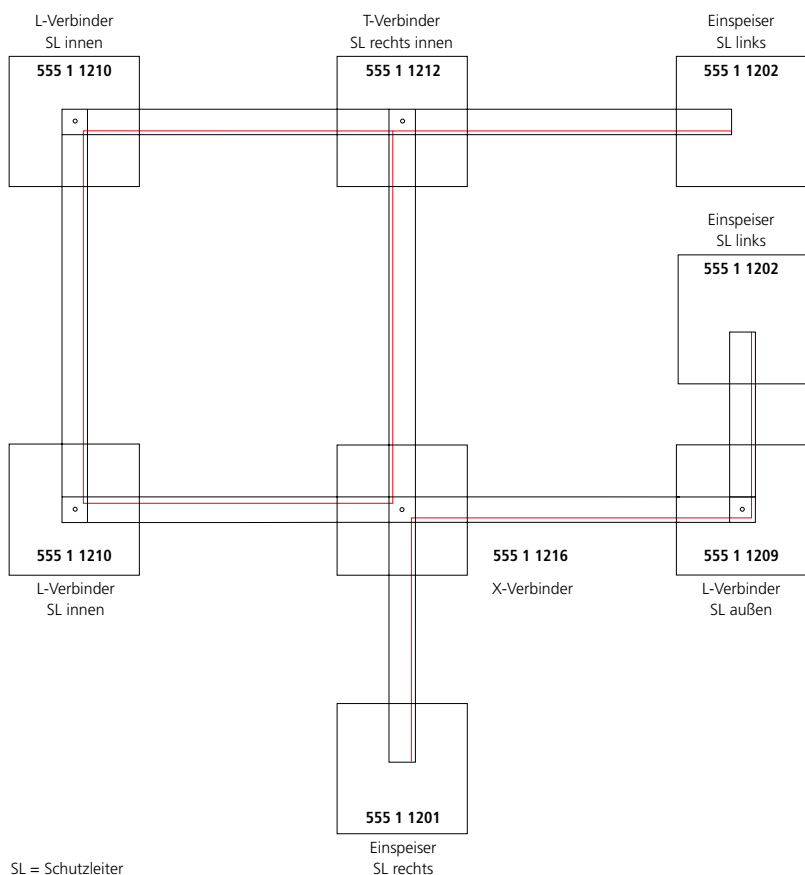 L-Verbinder
SL innen
555 1 1210
T-Verbinder
SL rechts innen
555 1 1212
Einspeiser
SL links
555 1 1202
Einspeiser
SL links
555 1 1202
555 1 1210
L-Verbinder
SL innen
555 1 1216
X-Verbinder
555 1 1209
L-Verbinder
SL außen
555 1 1201
Einspeiser
SL rechts
SL = Schutzleiter